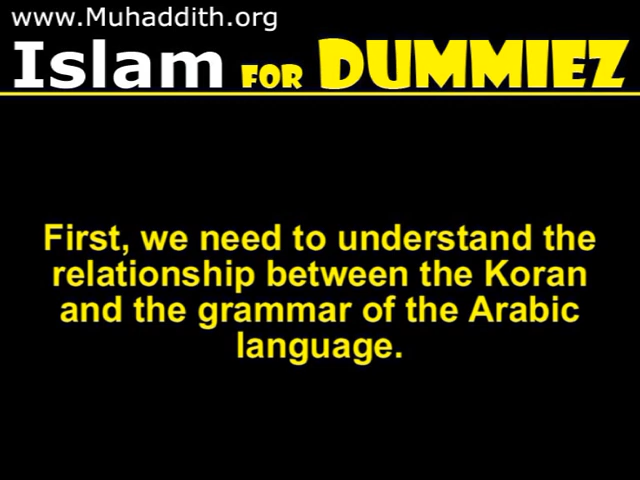 www.Muhaddith.org
Islam FOR DUMMIEZ
First, we need to understand the
relationship between the Koran
and the grammar of the Arabic
language.